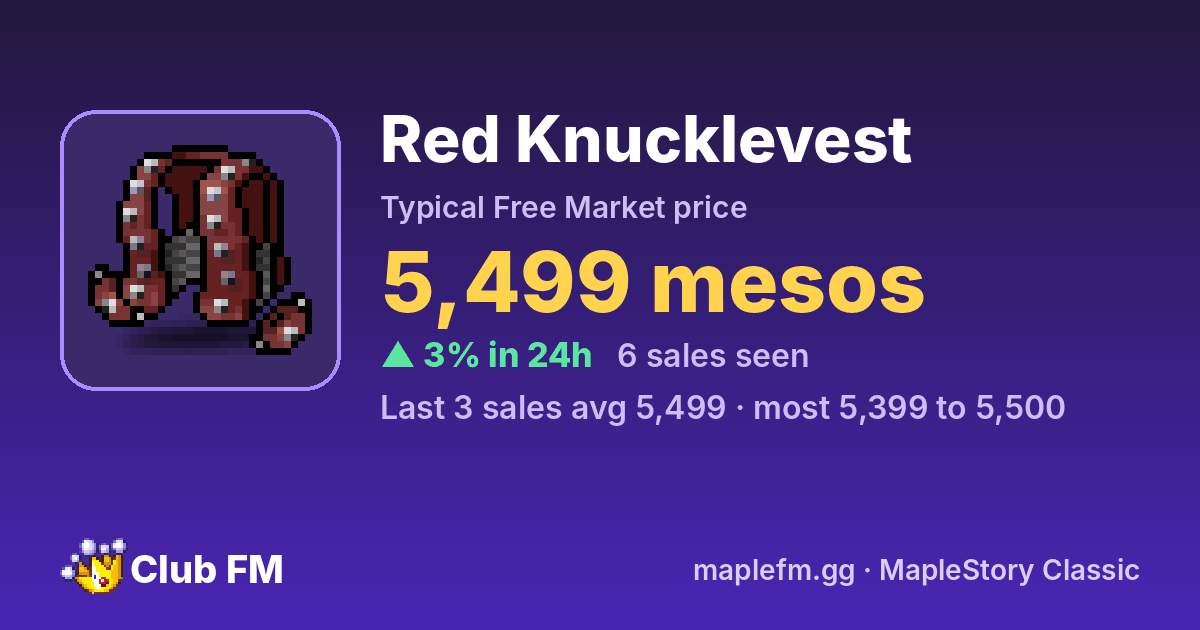 Red Knucklevest
Typical Free Market price
5,499 mesos
▲ 3% in 24h 6 sales seen
Last 3 sales avg 5,499 · most 5,399 to 5,500
Club FM
maplefm.gg · MapleStory Classic